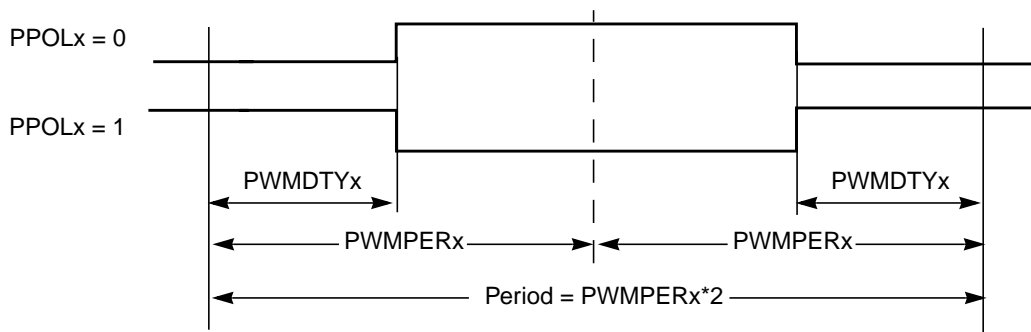 PPOLx = 0
PPOLx = 1
PWMDTYx
PWMDTYx
PWMPERx
PWMPERx
Period = PWMPERx*2